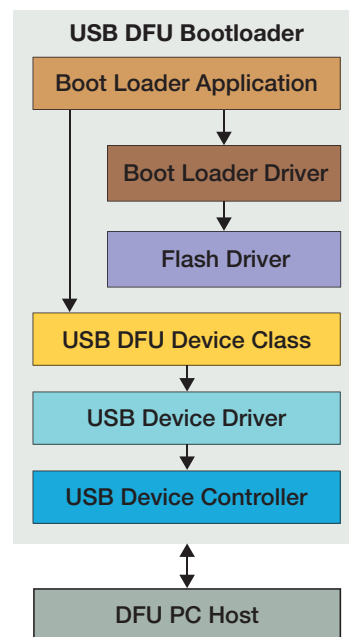 USB DFU Bootloader
Boot Loader Application
Boot Loader Driver
Flash Driver
USB DFU Device Class
USB Device Driver
USB Device Controller
DFU PC Host